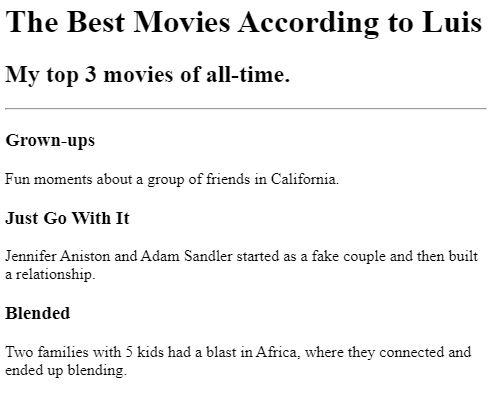 The Best Movies According to Luis
My top 3 movies of all-time.
Grown-ups
Fun moments about a group of friends in California.
Just Go With It
Jennifer Aniston and Adam Sandler started as a fake couple and then built
a relationship.
Blended
Two families with 5 kids had a blast in Africa, where they connected and
ended up blending.